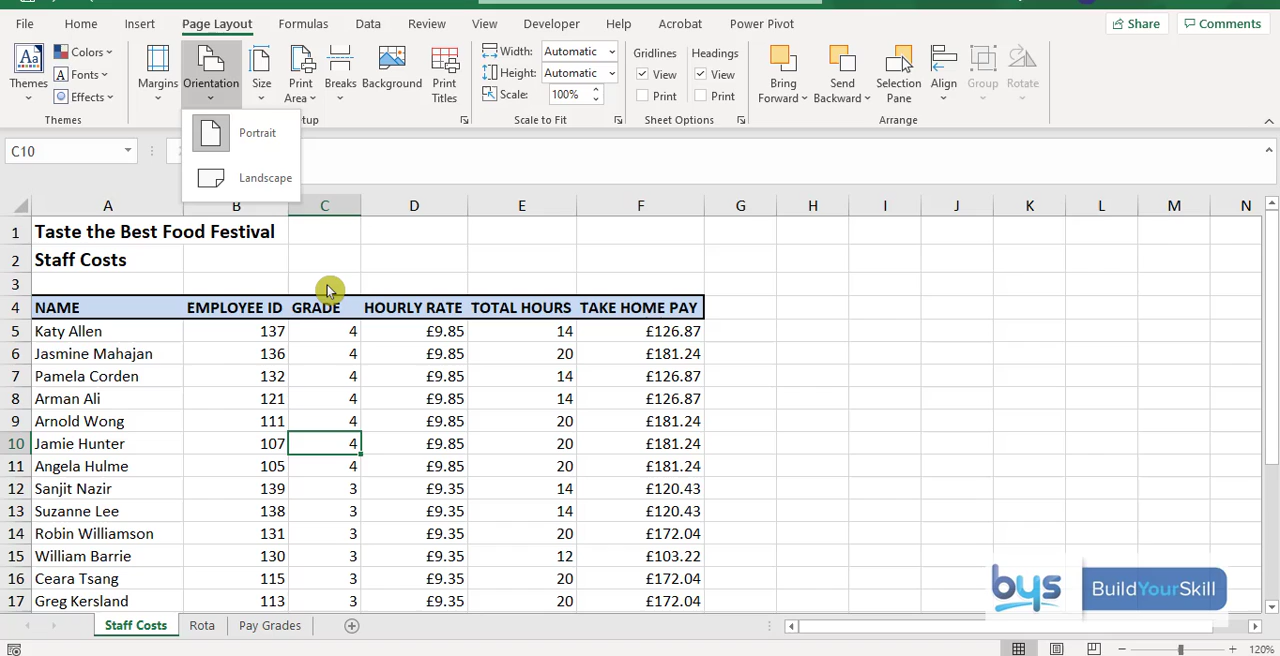 File Home Insert Page Layout Formulas Data Review View Developer Help Acrobat Power Pivot Share Comments
Themes Colors Fonts Effects Margins Orientation Size Print Area Breaks Background Print Titles Width: Automatic Height: Automatic Scale: 100% Gridlines View Print Headings View Print Bring Forward Send Backward Selection Pane Align Group Rotate
Themes Scale to Fit Sheet Options Arrange
Portrait
Landscape
C10
A B C D E F G H I J K L M N
1 Taste the Best Food Festival
2 Staff Costs
3
4 NAME EMPLOYEE ID GRADE HOURLY RATE TOTAL HOURS TAKE HOME PAY
5 Katy Allen 137 4 £9.85 14 £126.87
6 Jasmine Mahajan 136 4 £9.85 20 £181.24
7 Pamela Corden 132 4 £9.85 14 £126.87
8 Arman Ali 121 4 £9.85 14 £126.87
9 Arnold Wong 111 4 £9.85 20 £181.24
10 Jamie Hunter 107 4 £9.85 20 £181.24
11 Angela Hulme 105 4 £9.85 20 £181.24
12 Sanjit Nazir 139 3 £9.35 14 £120.43
13 Suzanne Lee 138 3 £9.35 14 £120.43
14 Robin Williamson 131 3 £9.35 20 £172.04
15 William Barrie 130 3 £9.35 12 £103.22
16 Ceara Tsang 115 3 £9.35 20 £172.04
17 Greg Kersland 113 3 £9.35 20 £172.04
bys BuildYourSkill
Staff Costs Rota Pay Grades
120%